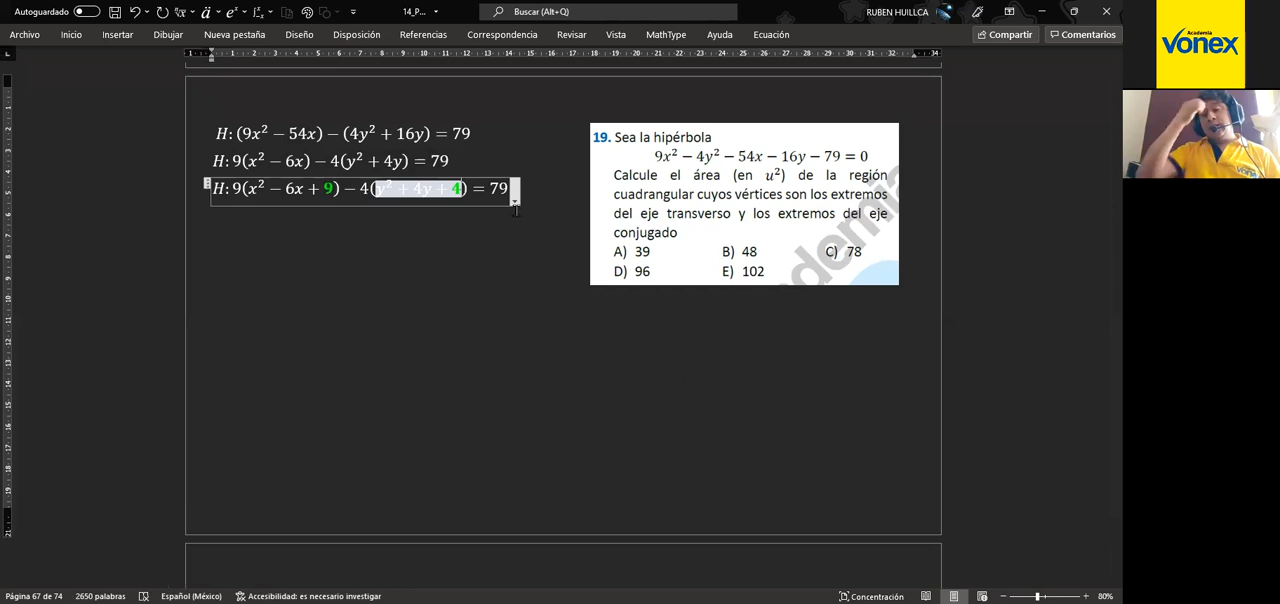 Autoguardado
14_P...
Buscar (Alt+Q)
RUBEN HUILLCA
Archivo Inicio Insertar Dibujar Nueva pestaña Diseño Disposición Referencias Correspondencia Revisar Vista MathType Ayuda Ecuación Compartir Comentarios
Academia
VONEX
H: (9x² − 54x) − (4y² + 16y) = 79
H: 9(x² − 6x) − 4(y² + 4y) = 79
H: 9(x² − 6x + 9) − 4(y² + 4y + 4) = 79
19. Sea la hipérbola
9x² − 4y² − 54x − 16y − 79 = 0
Calcule el área (en u²) de la región
cuadrangular cuyos vértices son los extremos
del eje transverso y los extremos del eje
conjugado
A) 39 B) 48 C) 78
D) 96 E) 102
Página 67 de 74 2650 palabras Español (México) Accesibilidad: es necesario investigar Concentración 80%